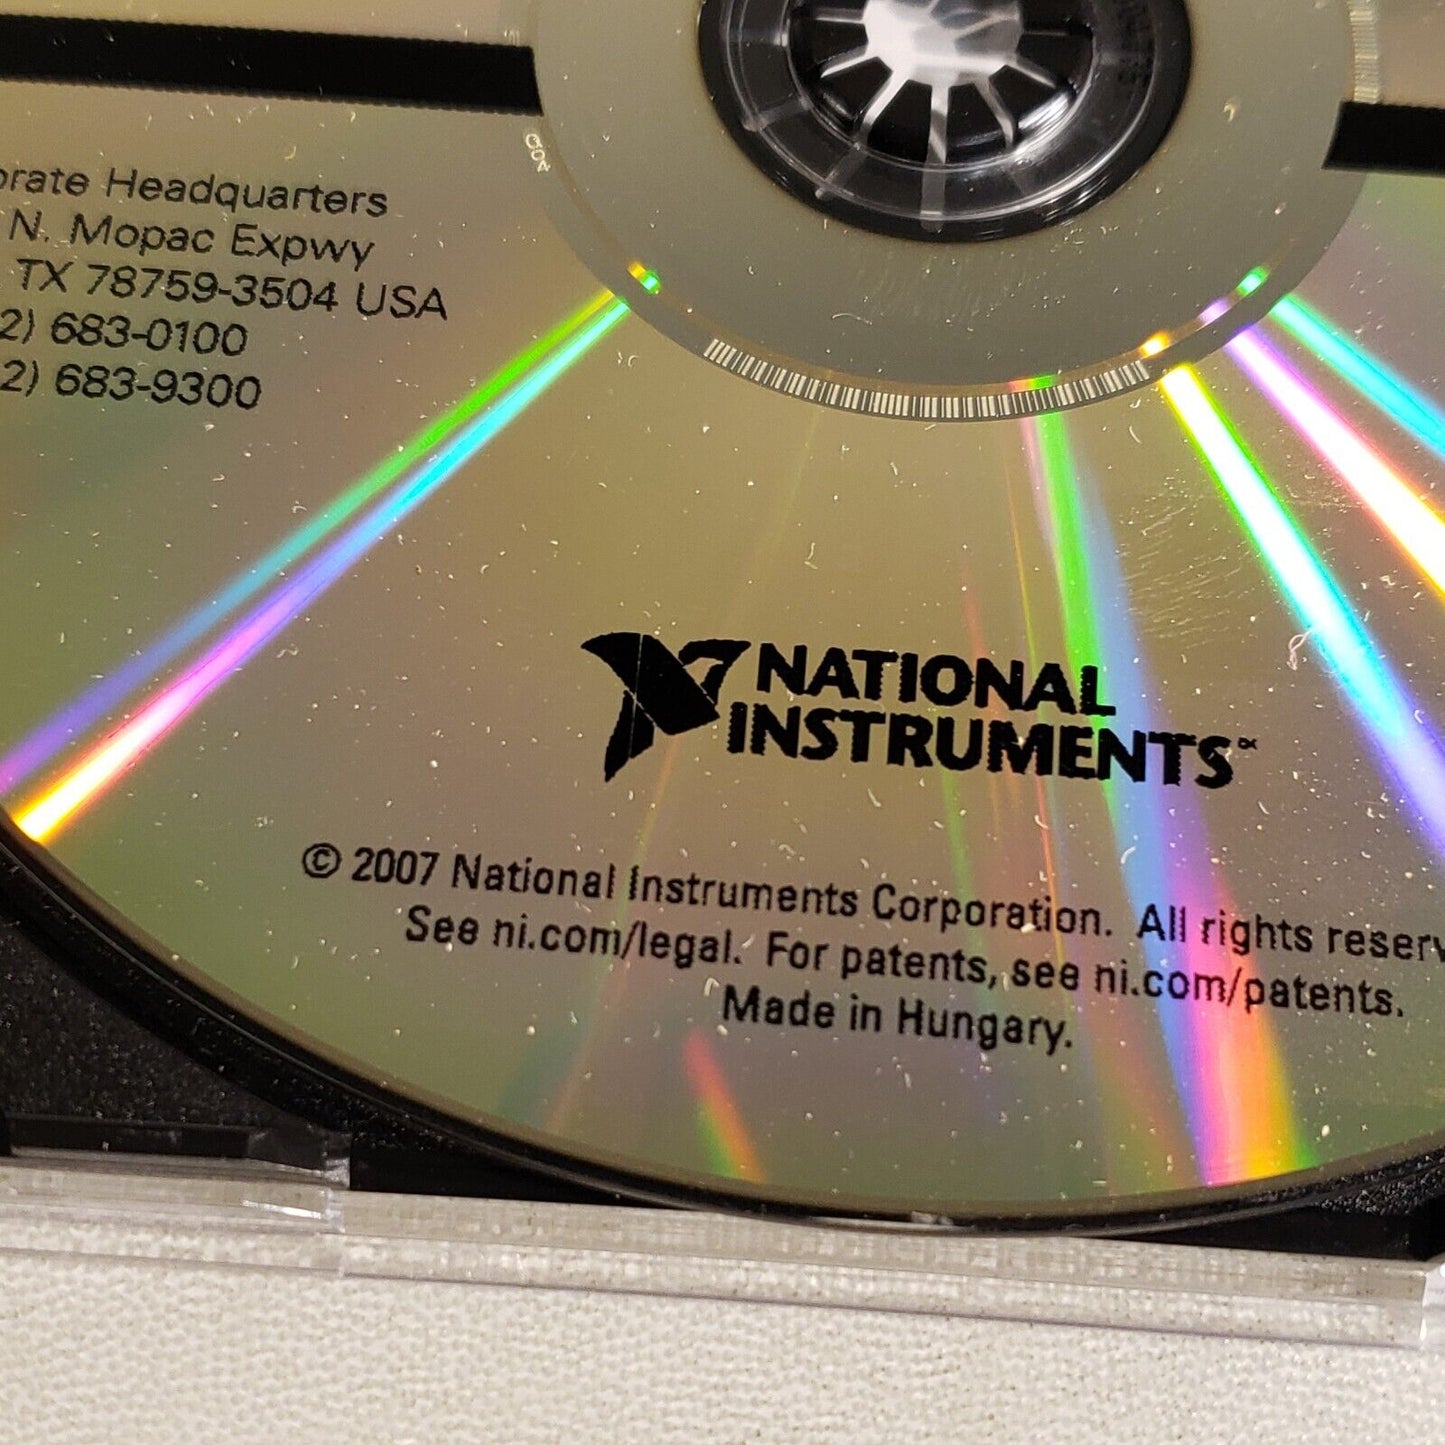 orate Headquarters
N. Mopac Expwy
TX 78759-3504 USA
2) 683-0100
2) 683-9300
NATIONAL
INSTRUMENTS
© 2007 National Instruments Corporation. All rights reserv
See ni.com/legal. For patents, see ni.com/patents.
Made in Hungary.